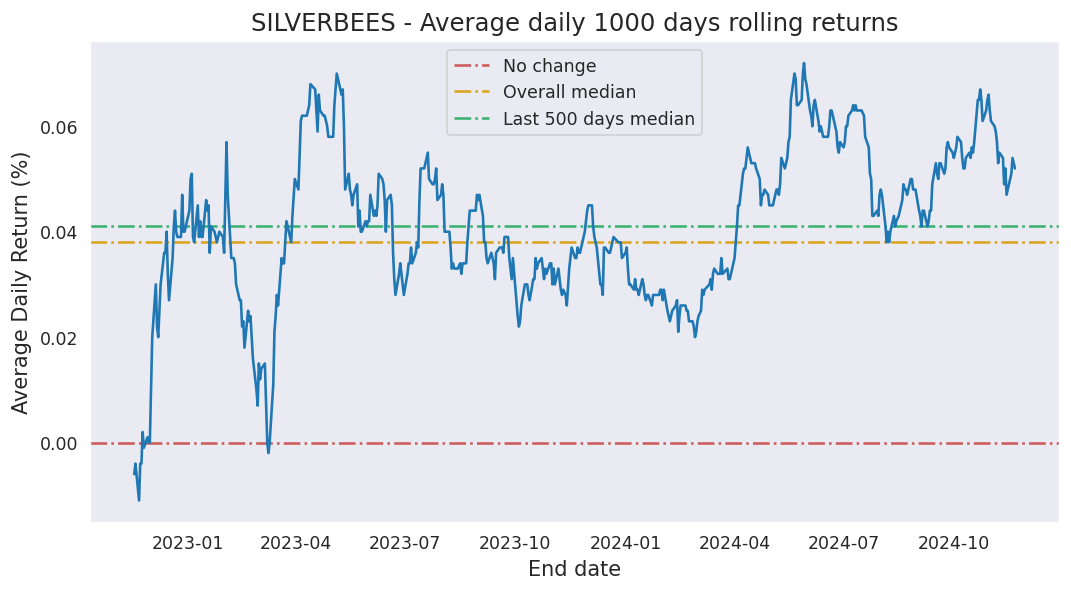 SILVERBEES - Average daily 1000 days rolling returns
No change
Overall median
Last 500 days median
Average Daily Return (%)
0.06
0.04
0.02
0.00
2023-01 2023-04 2023-07 2023-10 2024-01 2024-04 2024-07 2024-10
End date